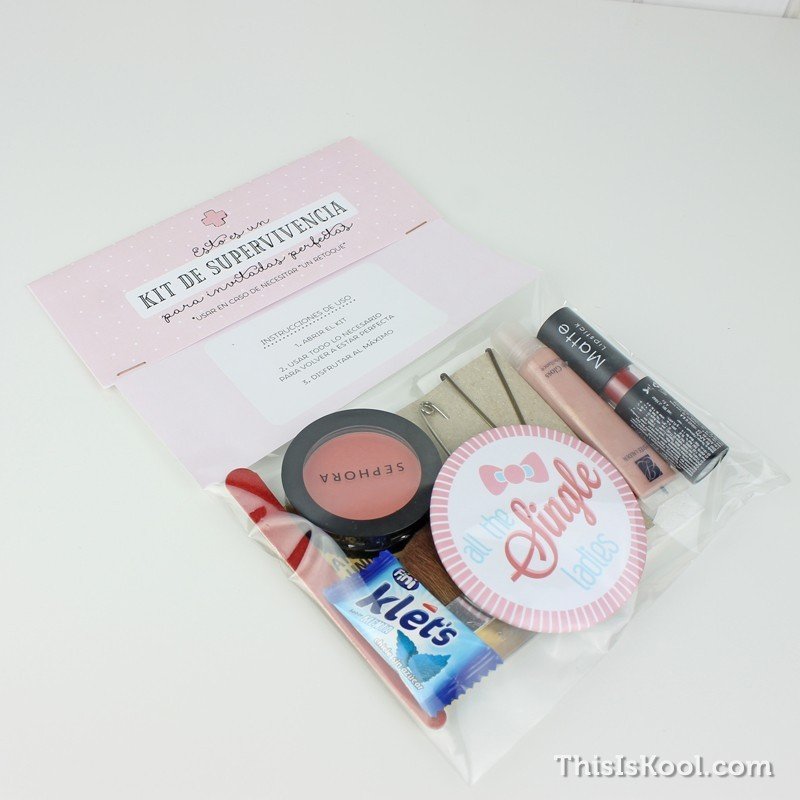 Esto es un
KIT DE SUPERVIVENCIA
para invitadas perfectas
*USAR EN CASO DE NECESITAR "UN RETOQUE"
INSTRUCCIONES DE USO
1. ABRIR EL KIT
2. USAR TODO LO NECESARIO
PARA VOLVER A ESTAR PERFECTA
3. DISFRUTAR AL MÁXIMO
Matte
Lipstick
Gloss
SEPHORA
all the
Single
ladies
Fini
Klet's
ThisIsKool.com